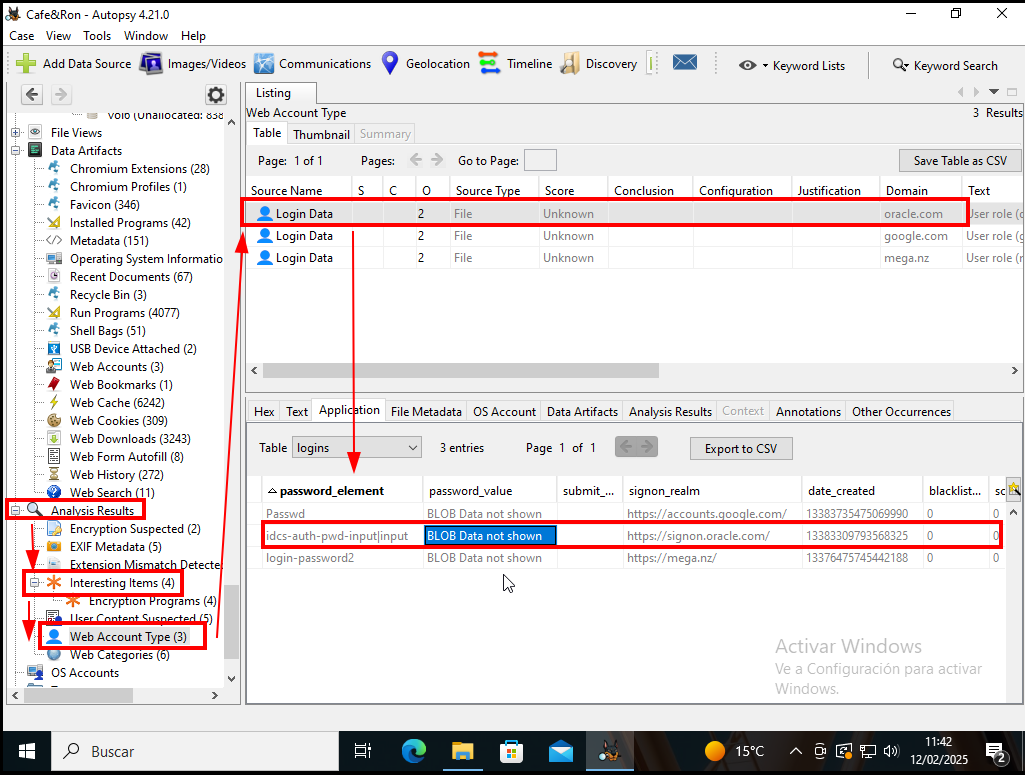 Cafe&Ron - Autopsy 4.21.0
Case View Tools Window Help
Add Data Source Images/Videos Communications Geolocation Timeline Discovery Keyword Lists Keyword Search
vol6 (Unallocated: 838
File Views
Data Artifacts
Chromium Extensions (28)
Chromium Profiles (1)
Favicon (346)
Installed Programs (42)
Metadata (151)
Operating System Informatio
Recent Documents (67)
Recycle Bin (3)
Run Programs (4077)
Shell Bags (51)
USB Device Attached (2)
Web Accounts (3)
Web Bookmarks (1)
Web Cache (6242)
Web Cookies (309)
Web Downloads (3243)
Web Form Autofill (8)
Web History (272)
Web Search (11)
Analysis Results
Encryption Suspected (2)
EXIF Metadata (5)
Extension Mismatch Detecte
Interesting Items (4)
Encryption Programs (4)
User Content Suspected (5)
Web Account Type (3)
Web Categories (6)
OS Accounts
Listing
Web Account Type
3 Results
Table Thumbnail Summary
Page: 1 of 1 Pages: Go to Page: Save Table as CSV
Source Name S C O Source Type Score Conclusion Configuration Justification Domain Text
Login Data 2 File Unknown oracle.com User role (g
Login Data 2 File Unknown google.com User role (g
Login Data 2 File Unknown mega.nz User role (r
Hex Text Application File Metadata OS Account Data Artifacts Analysis Results Context Annotations Other Occurrences
Table logins 3 entries Page 1 of 1 Export to CSV
password_element password_value submit_... signon_realm date_created blacklist... sc
Passwd BLOB Data not shown https://accounts.google.com/ 13383735475069990 0 0
idcs-auth-pwd-input|input BLOB Data not shown https://signon.oracle.com/ 13383309793568325 0 0
login-password2 BLOB Data not shown https://mega.nz/ 13376475745442188 0 0
Activar Windows
Ve a Configuración para activar
Windows.
Buscar
15°C
11:42
12/02/2025
2